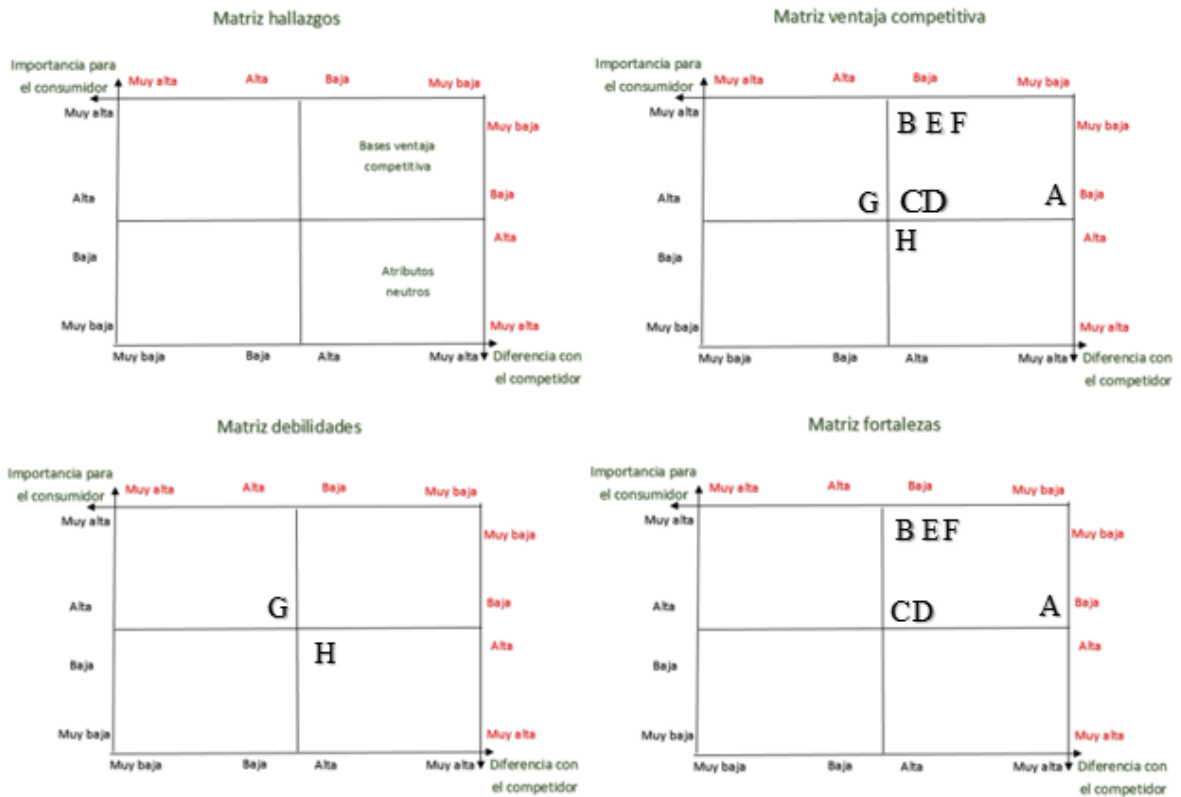 Matriz hallazgos
Importancia para
el consumidor
Muy alta
Alta
Baja
Muy baja
Muy alta
Muy baja
Bases ventaja
competitiva
Alta
Baja
Alta
Baja
Atributos
neutros
Muy baja
Muy alta
Muy baja
Baja
Alta
Muy alta
Diferencia con
el competidor
Matriz ventaja competitiva
Importancia para
el consumidor
Muy alta
Alta
Baja
Muy baja
Muy alta
B E F
Muy baja
Alta
G
CD
A
Baja
H
Alta
Baja
Muy baja
Muy alta
Muy baja
Baja
Alta
Muy alta
Diferencia con
el competidor
Matriz debilidades
Importancia para
el consumidor
Muy alta
Alta
Baja
Muy baja
Muy alta
Muy baja
Alta
G
Baja
H
Alta
Baja
Muy baja
Muy alta
Muy baja
Baja
Alta
Muy alta
Diferencia con
el competidor
Matriz fortalezas
Importancia para
el consumidor
Muy alta
Alta
Baja
Muy baja
Muy alta
B EF
Muy baja
Alta
CD
A
Baja
Alta
Baja
Muy baja
Muy alta
Muy baja
Baja
Alta
Muy alta
Diferencia con
el competidor